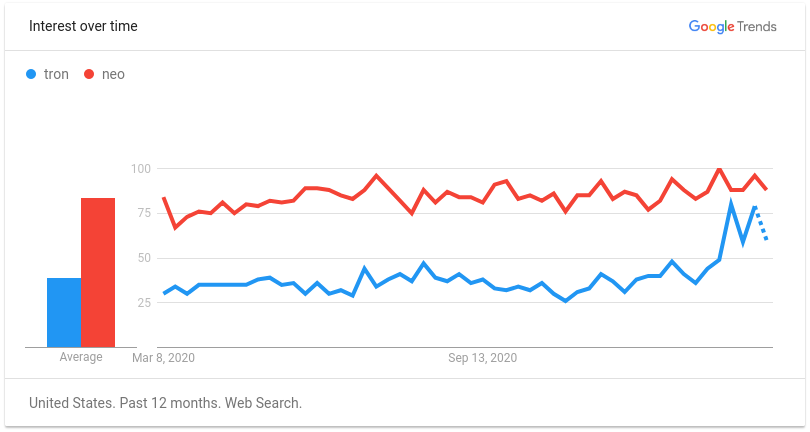 Interest over time
Google Trends
tron neo
100
75
50
25
Average
Mar 8, 2020 Sep 13, 2020
United States. Past 12 months. Web Search.